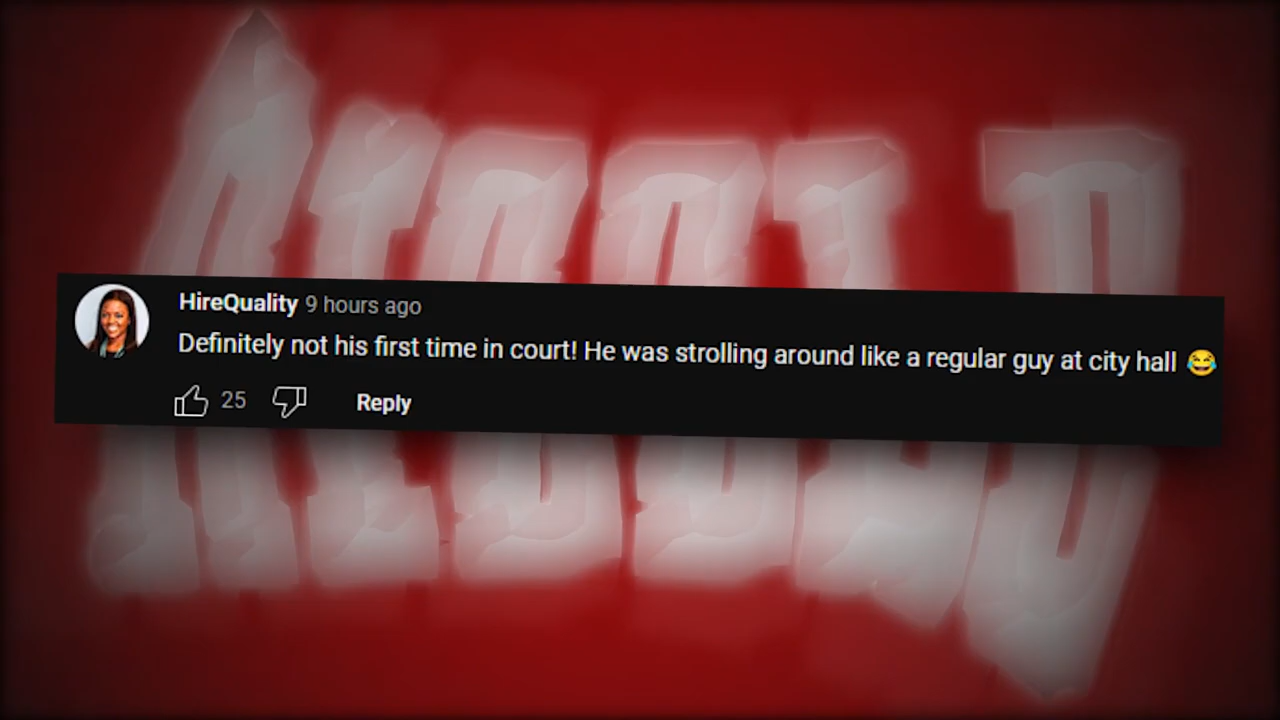 HireQuality 9 hours ago
Definitely not his first time in court! He was strolling around like a regular guy at city hall 😂
25
Reply